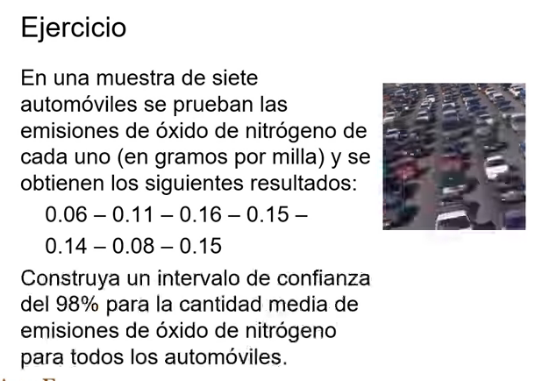 Ejercicio
En una muestra de siete
automóviles se prueban las
emisiones de óxido de nitrógeno de
cada uno (en gramos por milla) y se
obtienen los siguientes resultados:
0.06 – 0.11 – 0.16 – 0.15 –
0.14 – 0.08 – 0.15
Construya un intervalo de confianza
del 98% para la cantidad media de
emisiones de óxido de nitrógeno
para todos los automóviles.